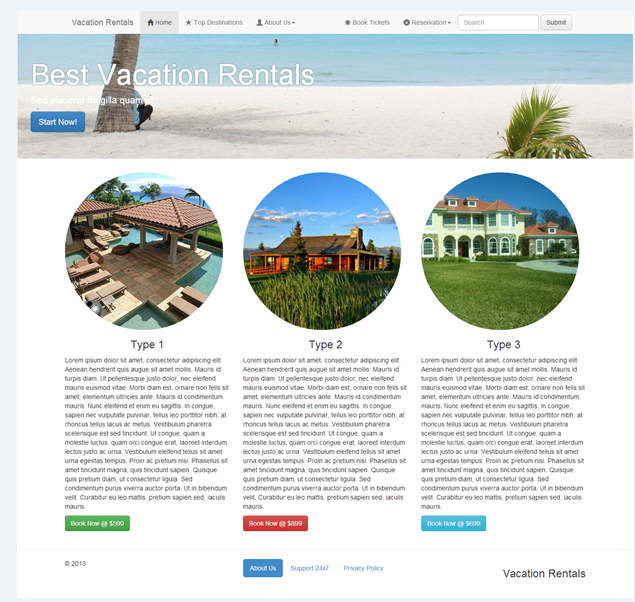 Vacation Rentals Home Top Destinations About Us Book Tickets Reservation Search Submit
Best Vacation Rentals
Sed placerat fringilla quam
Start Now!
Type 1
Lorem ipsum dolor sit amet, consectetur adipiscing elit.
Aenean hendrerit quam augue sit amet mollis. Mauris id
turpis diam. Ut pellentesque justo dolor, nec eleifend
mauris euismod vitae. Morbi diam est, ornare non felis sit
amet, elementum ultricies ante. Mauris id condimentum
mauris. Nunc eleifend et enim eu sagittis. In congue,
sapien nec vulputate pulvinar, tellus leo porttitor nibh, at
rhoncus tellus lacus ac metus. Vestibulum pharetra
scelerisque est sed tincidunt. Ut congue, quam a
molestie luctus, quam orci congue erat, laoreet interdum
lectus justo ac urna. Vestibulum eleifend tellus sit amet
urna egestas tempus. Proin ac pretium nisi. Phasellus sit
amet tincidunt magna, quis tincidunt sapien. Quisque
quis pretium diam, ut consectetur ligula. Sed
condimentum purus viverra auctor porta. Ut in bibendum
velit. Curabitur eu leo mattis, pretium sapien sed, iaculis
mauris.
Book Now @ $599
Type 2
Lorem ipsum dolor sit amet, consectetur adipiscing elit.
Aenean hendrerit quam augue sit amet mollis. Mauris id
turpis diam. Ut pellentesque justo dolor, nec eleifend
mauris euismod vitae. Morbi diam est, ornare non felis sit
amet, elementum ultricies ante. Mauris id condimentum
mauris. Nunc eleifend et enim eu sagittis. In congue,
sapien nec vulputate pulvinar, tellus leo porttitor nibh, at
rhoncus tellus lacus ac metus. Vestibulum pharetra
scelerisque est sed tincidunt. Ut congue, quam a
molestie luctus, quam orci congue erat, laoreet interdum
lectus justo ac urna. Vestibulum eleifend tellus sit amet
urna egestas tempus. Proin ac pretium nisi. Phasellus sit
amet tincidunt magna, quis tincidunt sapien. Quisque
quis pretium diam, ut consectetur ligula. Sed
condimentum purus viverra auctor porta. Ut in bibendum
velit. Curabitur eu leo mattis, pretium sapien sed, iaculis
mauris.
Book Now @ $899
Type 3
Lorem ipsum dolor sit amet, consectetur adipiscing elit.
Aenean hendrerit quam augue sit amet mollis. Mauris id
turpis diam. Ut pellentesque justo dolor, nec eleifend
mauris euismod vitae. Morbi diam est, ornare non felis sit
amet, elementum ultricies ante. Mauris id condimentum
mauris. Nunc eleifend et enim eu sagittis. In congue,
sapien nec vulputate pulvinar, tellus leo porttitor nibh, at
rhoncus tellus lacus ac metus. Vestibulum pharetra
scelerisque est sed tincidunt. Ut congue, quam a
molestie luctus, quam orci congue erat, laoreet interdum
lectus justo ac urna. Vestibulum eleifend tellus sit amet
urna egestas tempus. Proin ac pretium nisi. Phasellus sit
amet tincidunt magna, quis tincidunt sapien. Quisque
quis pretium diam, ut consectetur ligula. Sed
condimentum purus viverra auctor porta. Ut in bibendum
velit. Curabitur eu leo mattis, pretium sapien sed, iaculis
mauris.
Book Now @ $699
© 2013 About Us Support 24x7 Privacy Policy Vacation Rentals